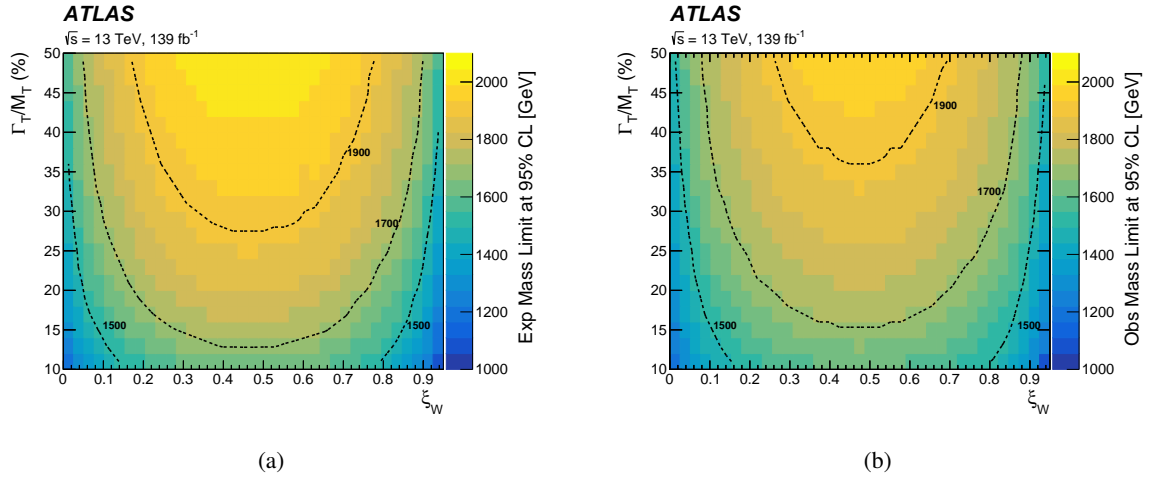 ATLAS
√s = 13 TeV, 139 fb-1
Γ_T/M_T (%)
50
45
40
35
30
25
20
15
10
0 0.1 0.2 0.3 0.4 0.5 0.6 0.7 0.8 0.9
ξ_W
1900
1700
1500
1500
2000
1800
1600
1400
1200
1000
Exp Mass Limit at 95% CL [GeV]
(a)
ATLAS
√s = 13 TeV, 139 fb-1
Γ_T/M_T (%)
50
45
40
35
30
25
20
15
10
0 0.1 0.2 0.3 0.4 0.5 0.6 0.7 0.8 0.9
ξ_W
1900
1700
1500
1500
2000
1800
1600
1400
1200
1000
Obs Mass Limit at 95% CL [GeV]
(b)